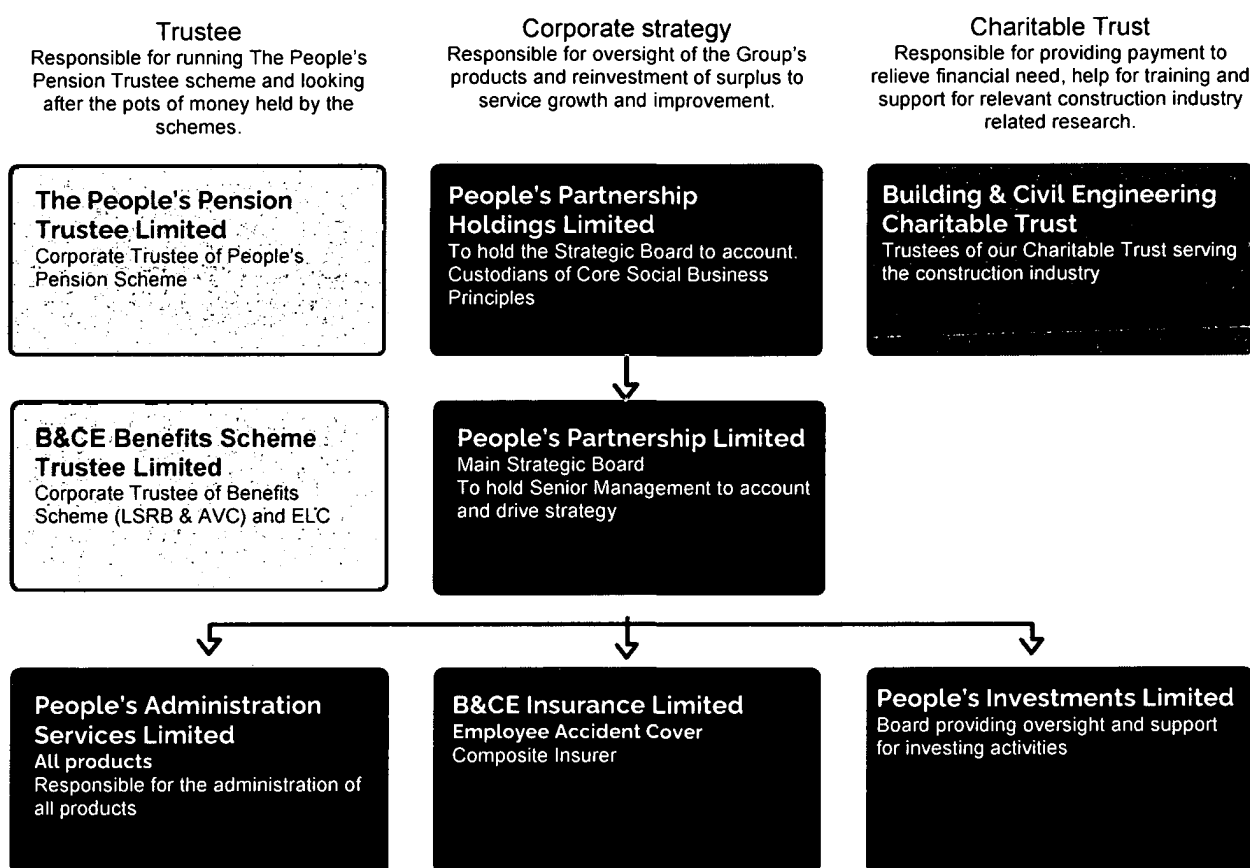 Trustee
Responsible for running The People's
Pension Trustee scheme and looking
after the pots of money held by the
schemes.
Corporate strategy
Responsible for oversight of the Group's
products and reinvestment of surplus to
service growth and improvement.
Charitable Trust
Responsible for providing payment to
relieve financial need, help for training and
support for relevant construction industry
related research.
The People's Pension
Trustee Limited
Corporate Trustee of People's
Pension Scheme
People's Partnership
Holdings Limited
To hold the Strategic Board to account.
Custodians of Core Social Business
Principles
Building & Civil Engineering
Charitable Trust
Trustees of our Charitable Trust serving
the construction industry
B&CE Benefits Scheme
Trustee Limited
Corporate Trustee of Benefits
Scheme (LSRB & AVC) and ELC
People's Partnership Limited
Main Strategic Board
To hold Senior Management to account
and drive strategy
People's Administration
Services Limited
All products
Responsible for the administration of
all products
B&CE Insurance Limited
Employee Accident Cover
Composite Insurer
People's Investments Limited
Board providing oversight and support
for investing activities